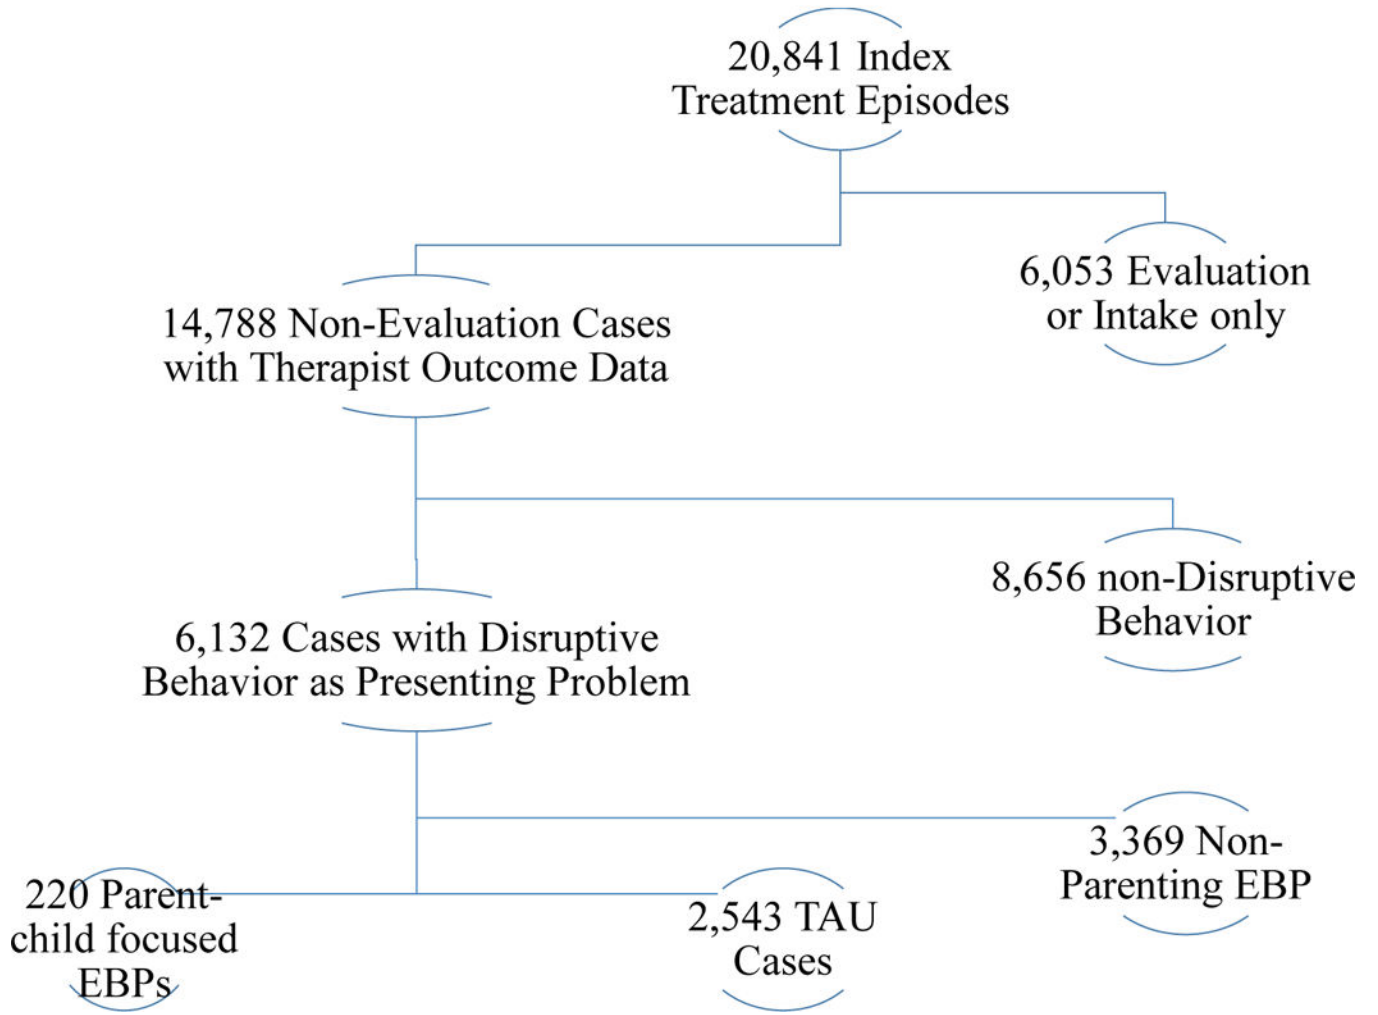 20,841 Index
Treatment Episodes
6,053 Evaluation
or Intake only
14,788 Non-Evaluation Cases
with Therapist Outcome Data
8,656 non-Disruptive
Behavior
6,132 Cases with Disruptive
Behavior as Presenting Problem
3,369 Non-
Parenting EBP
220 Parent-
child focused
EBPs
2,543 TAU
Cases